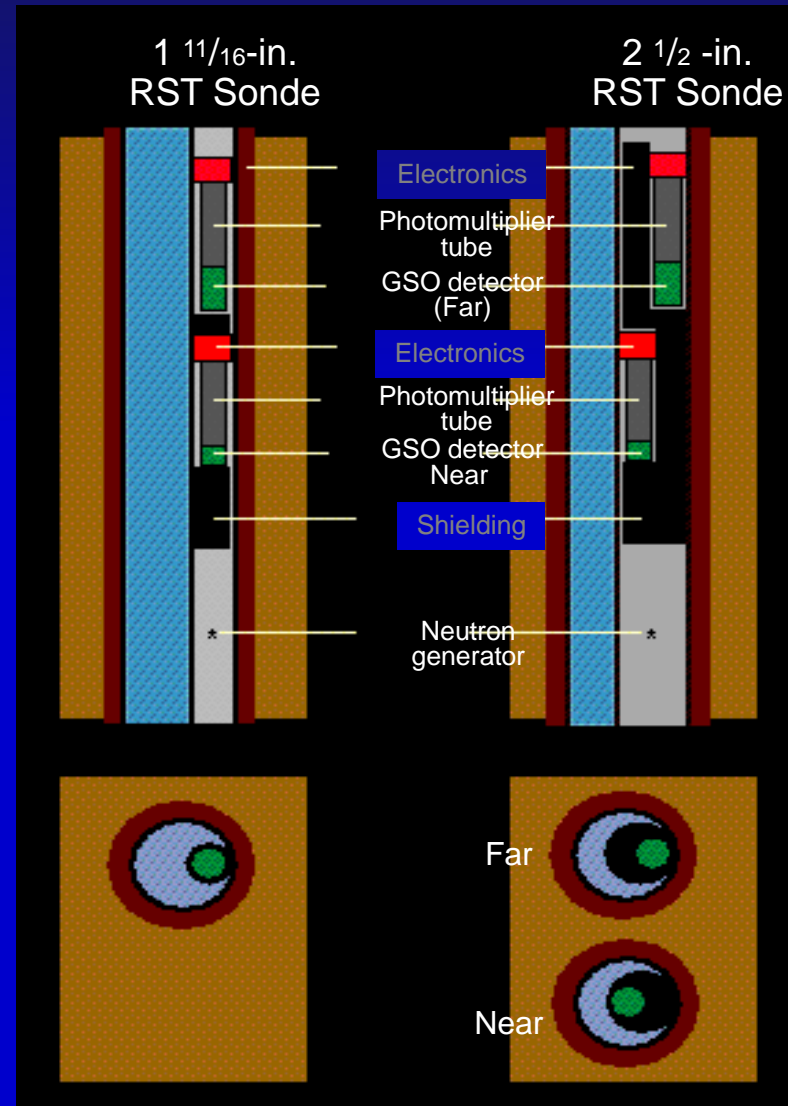 1 11/16-in.
RST Sonde
2 1/2 -in.
RST Sonde
Electronics
Photomultiplier
tube
GSO detector
(Far)
Electronics
Photomultiplier
tube
GSO detector
Near
Shielding
*
Neutron
generator
*
Far
Near